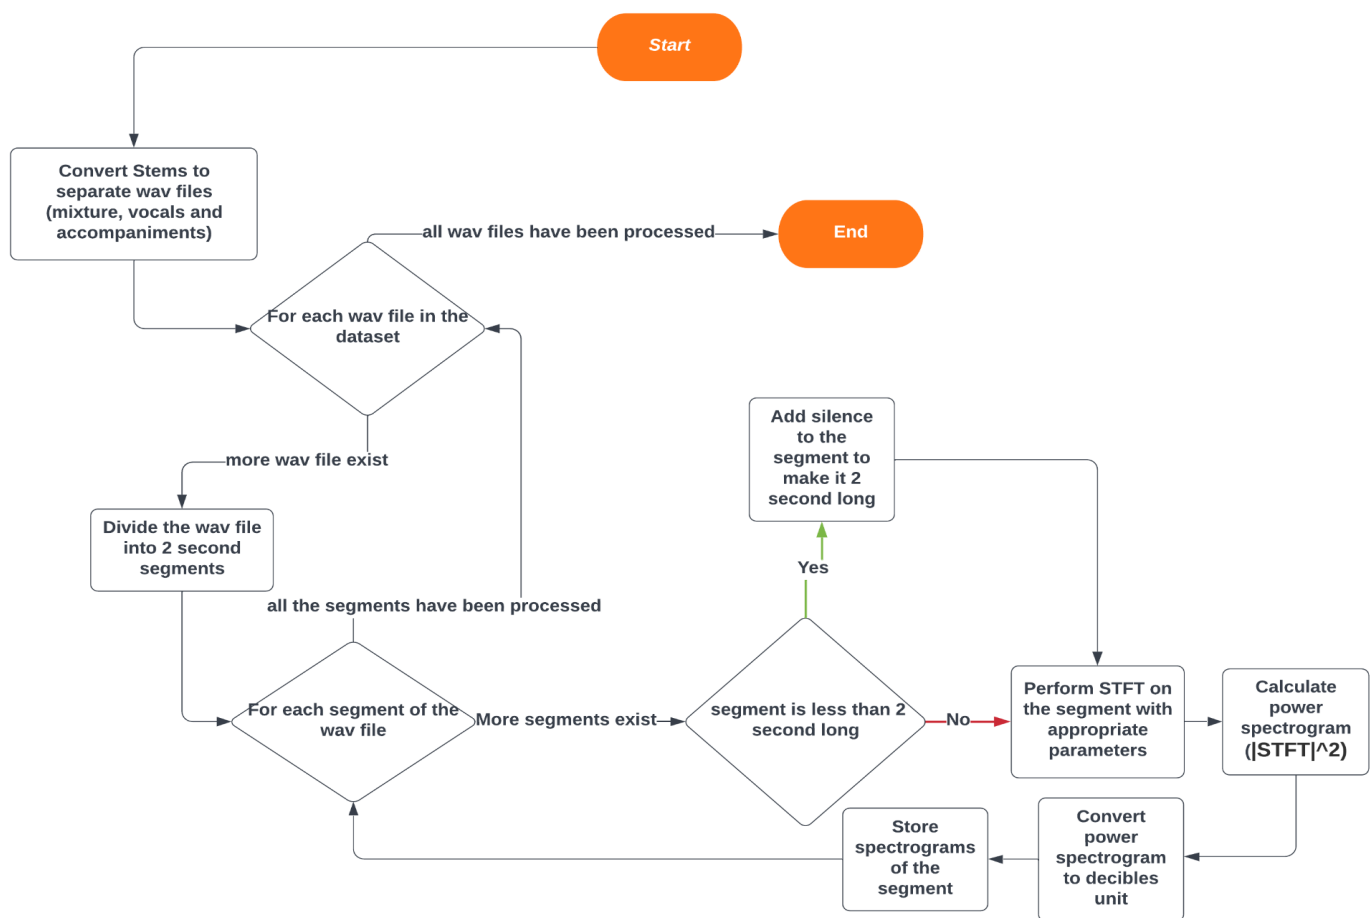 Start
Convert Stems to
separate wav files
(mixture, vocals and
accompaniments)
all wav files have been processed
End
For each wav file in the
dataset
more wav file exist
Divide the wav file
into 2 second
segments
all the segments have been processed
For each segment of the
wav file
More segments exist
segment is less than 2
second long
Yes
Add silence
to the
segment to
make it 2
second long
No
Perform STFT on
the segment with
appropriate
parameters
Calculate
power
spectrogram
(|STFT|^2)
Convert
power
spectrogram
to decibles
unit
Store
spectrograms
of the
segment